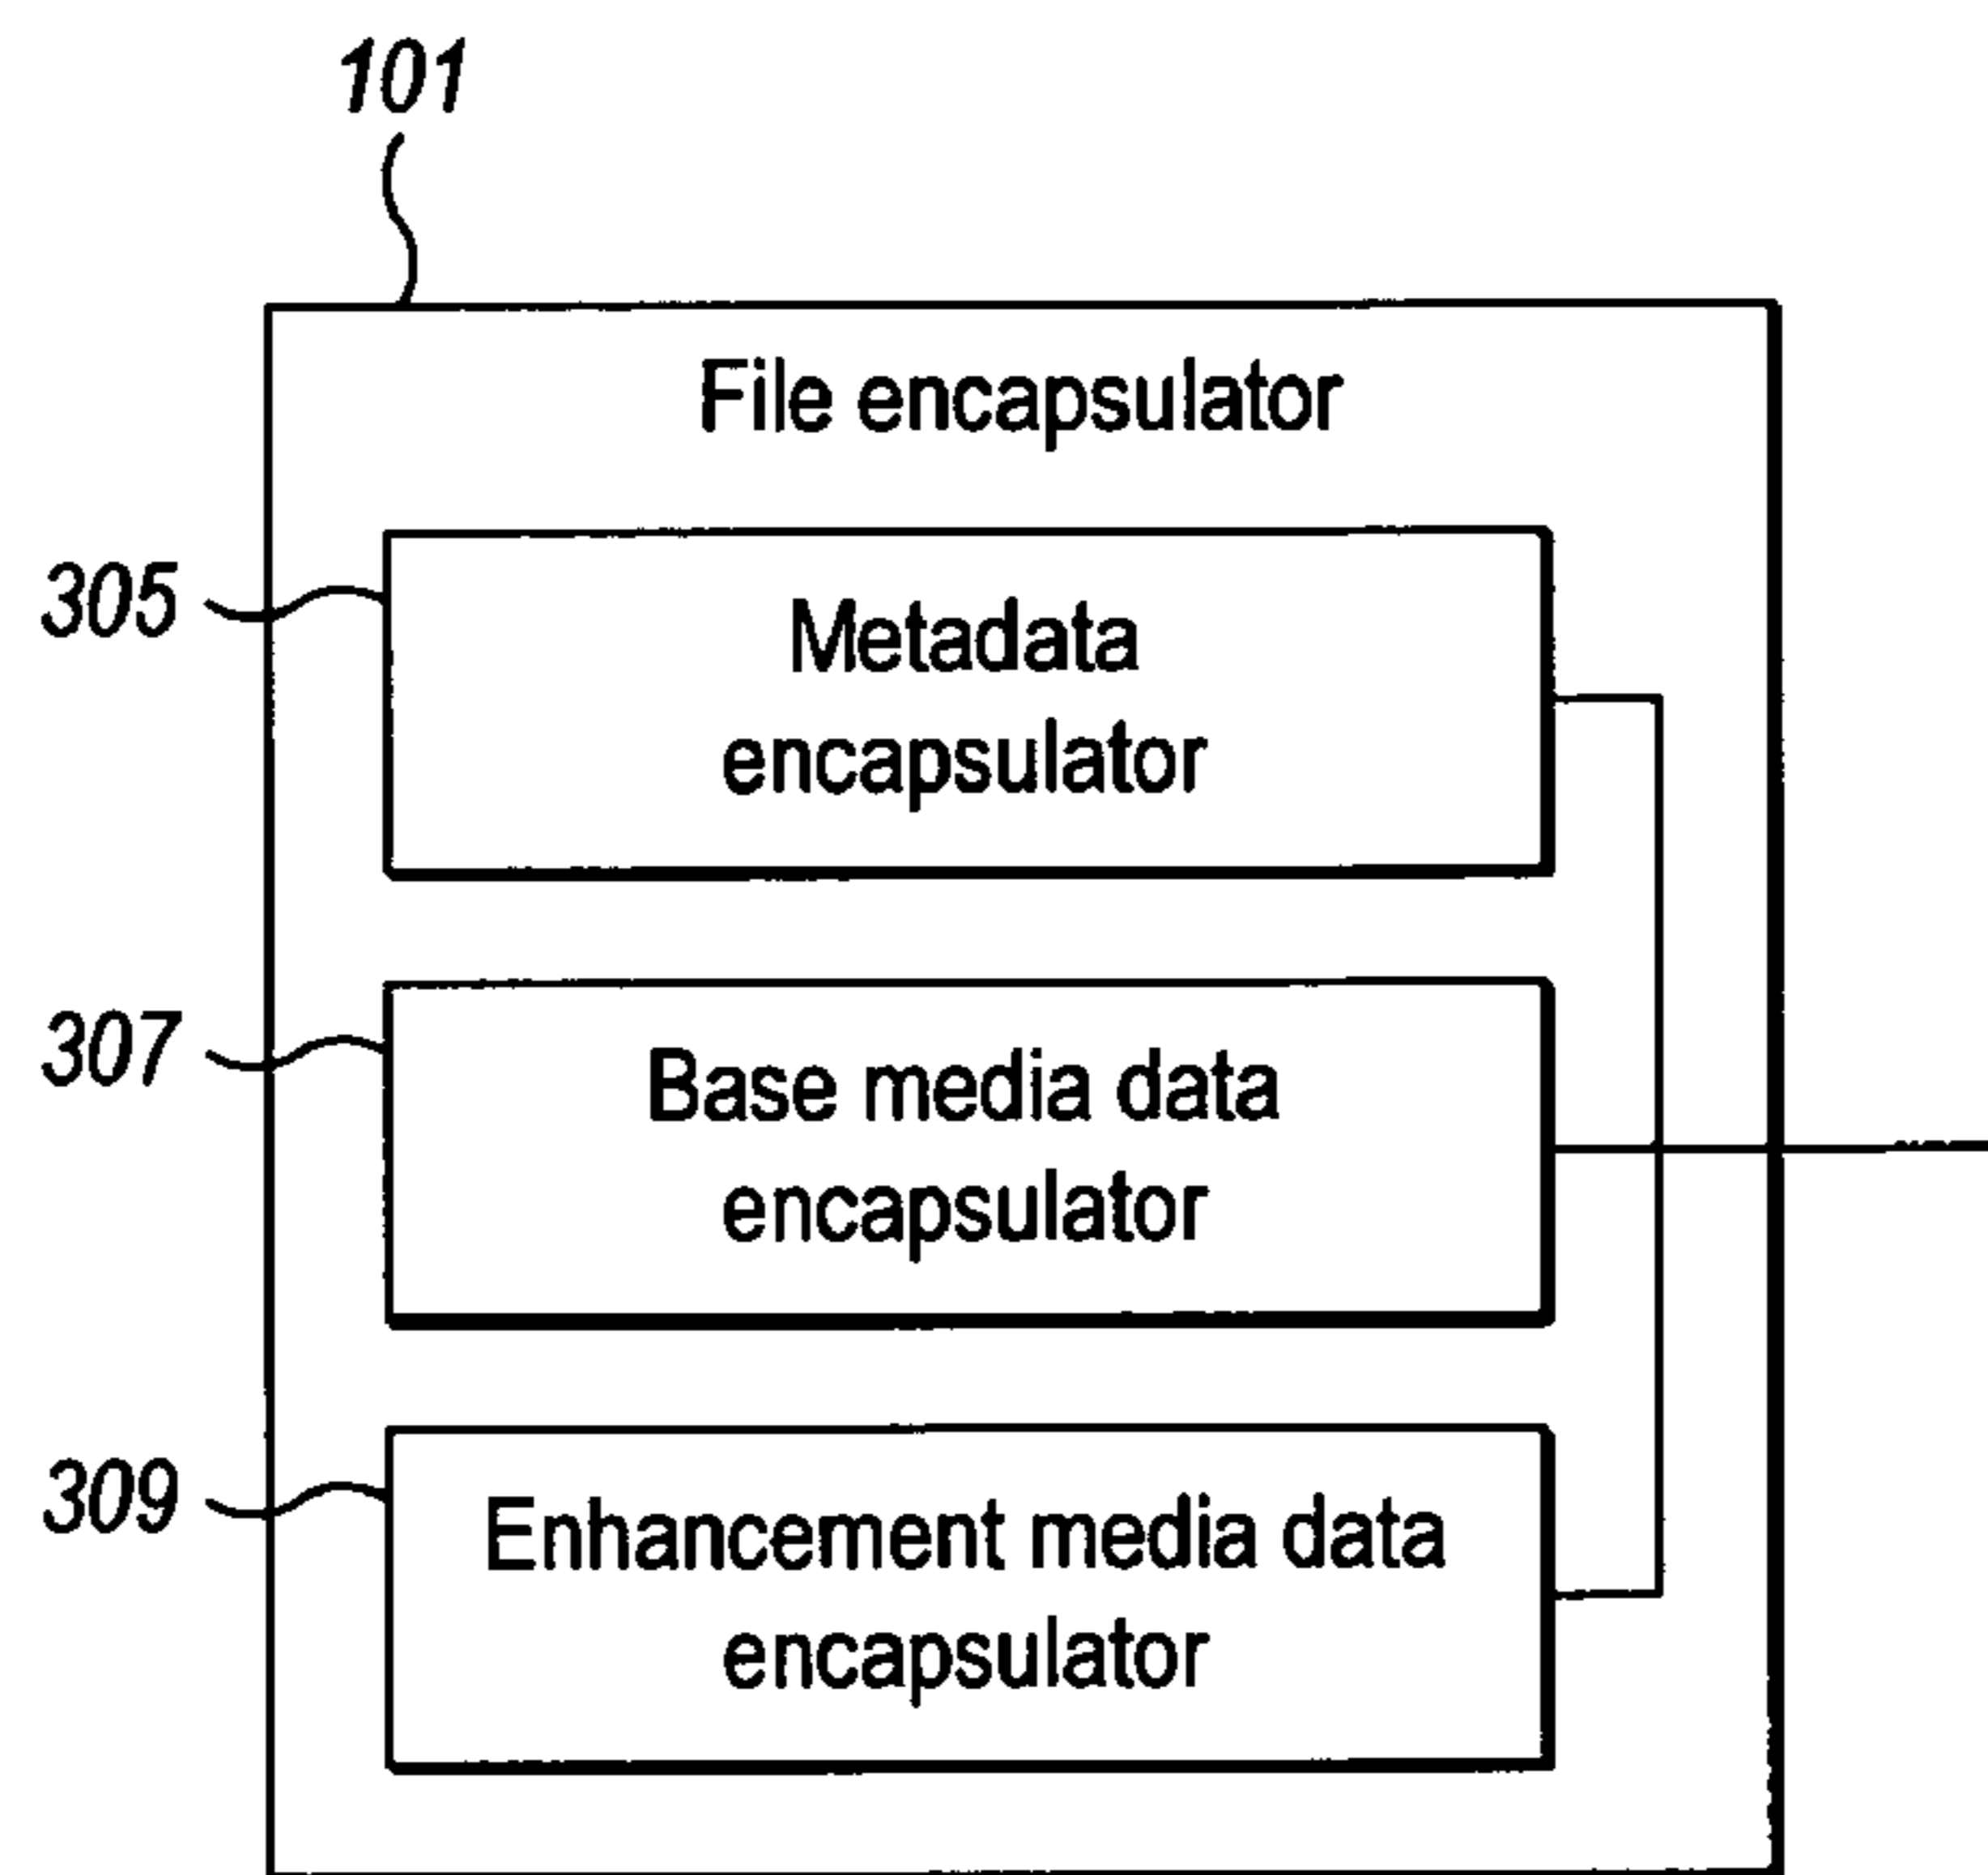 101
File encapsulator
305
Metadata
encapsulator
307
Base media data
encapsulator
309
Enhancement media data
encapsulator